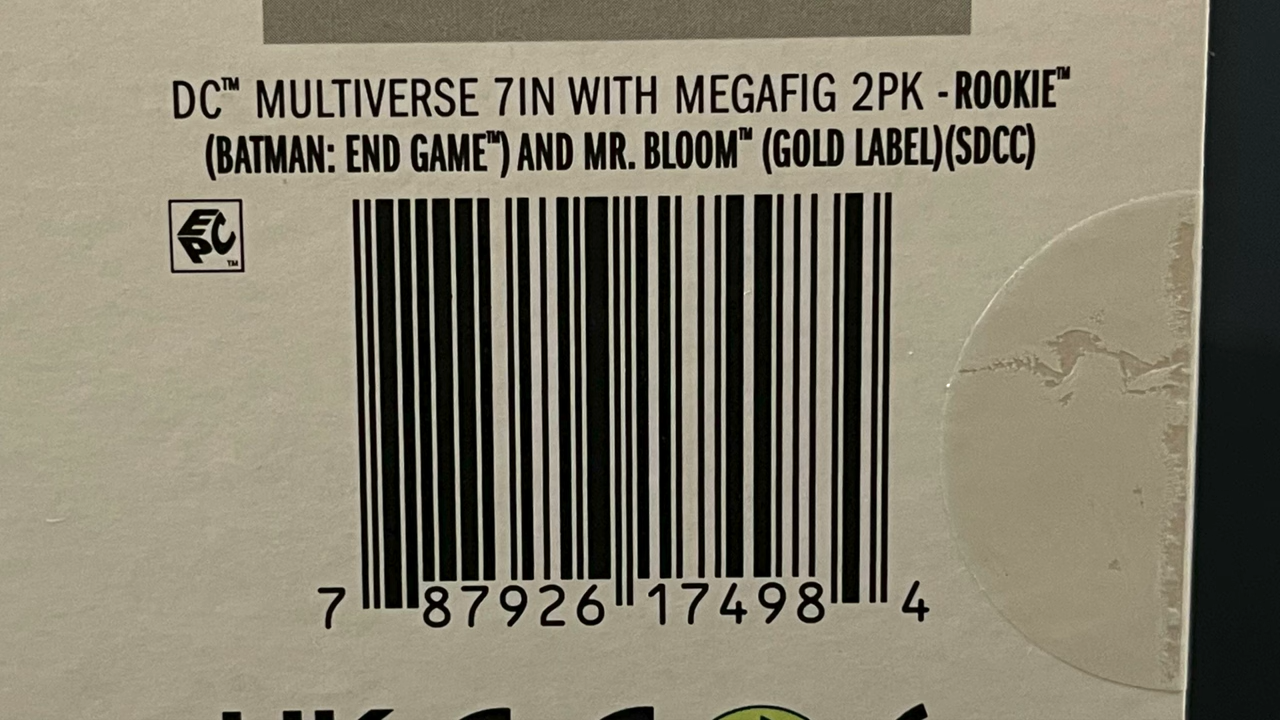 DC™ MULTIVERSE 7IN WITH MEGAFIG 2PK - ROOKIE™
(BATMAN: END GAME™) AND MR. BLOOM™ (GOLD LABEL)(SDCC)
EPC™
7 87926 17498 4